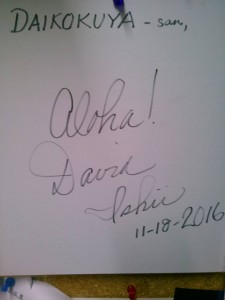 DAIKOKUYA - san,
Aloha!
David
Ishii
11-18-2016